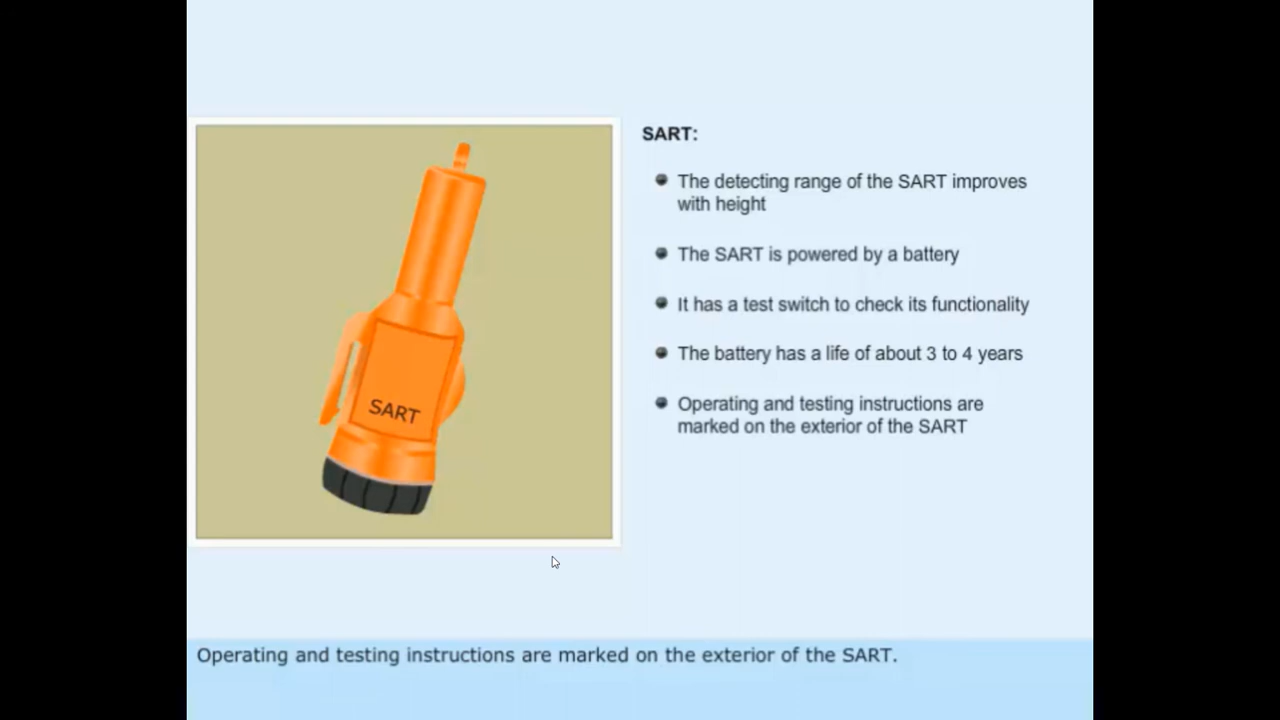 SART:
The detecting range of the SART improves
with height
The SART is powered by a battery
It has a test switch to check its functionality
The battery has a life of about 3 to 4 years
Operating and testing instructions are
marked on the exterior of the SART
SART
Operating and testing instructions are marked on the exterior of the SART.